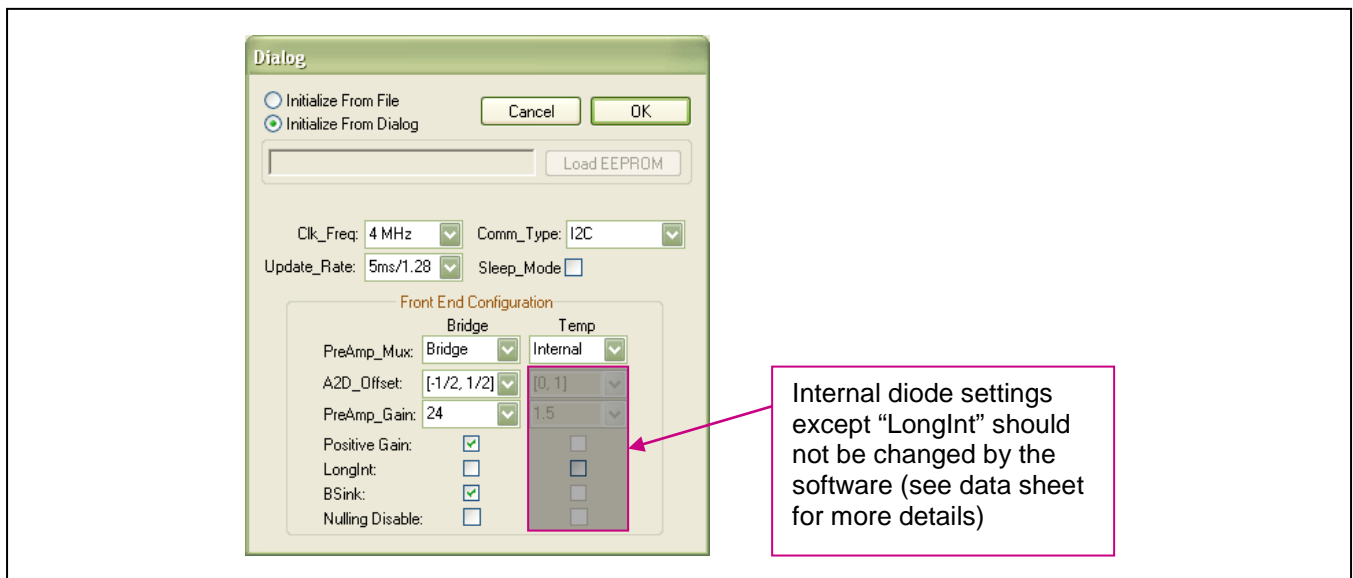 Dialog
Initialize From File
Initialize From Dialog
Cancel
OK
Load EEPROM
Clk_Freq: 4 MHz Comm_Type: I2C
Update_Rate: 5ms/1.28 Sleep_Mode
Front End Configuration
Bridge Temp
PreAmp_Mux: Bridge Internal
A2D_Offset: [-1/2, 1/2] [0, 1]
PreAmp_Gain: 24 1.5
Positive Gain:
LongInt:
BSink:
Nulling Disable:
Internal diode settings
except “LongInt” should
not be changed by the
software (see data sheet
for more details)